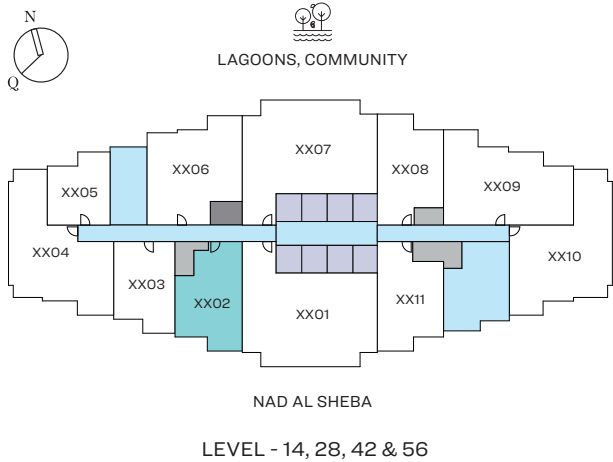 N
Q
LAGOONS, COMMUNITY
XX07
XX06
XX08
XX05
XX09
XX04
XX10
XX03
XX02
XX01
XX11
NAD AL SHEBA
LEVEL - 14, 28, 42 & 56